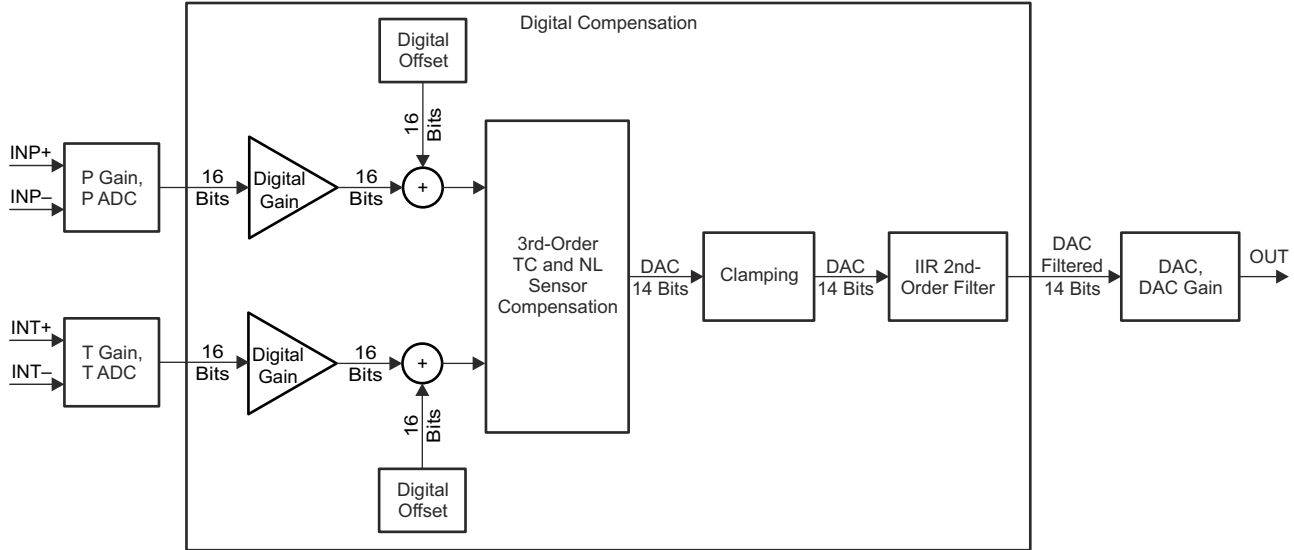 Digital Compensation
Digital
Offset
16
Bits
INP+
INP–
P Gain,
P ADC
16
Bits
Digital
Gain
16
Bits
+
3rd-Order
TC and NL
Sensor
Compensation
DAC
14 Bits
Clamping
DAC
14 Bits
IIR 2nd-
Order Filter
DAC
Filtered
14 Bits
DAC,
DAC Gain
OUT
INT+
INT–
T Gain,
T ADC
16
Bits
Digital
Gain
16
Bits
+
16
Bits
Digital
Offset